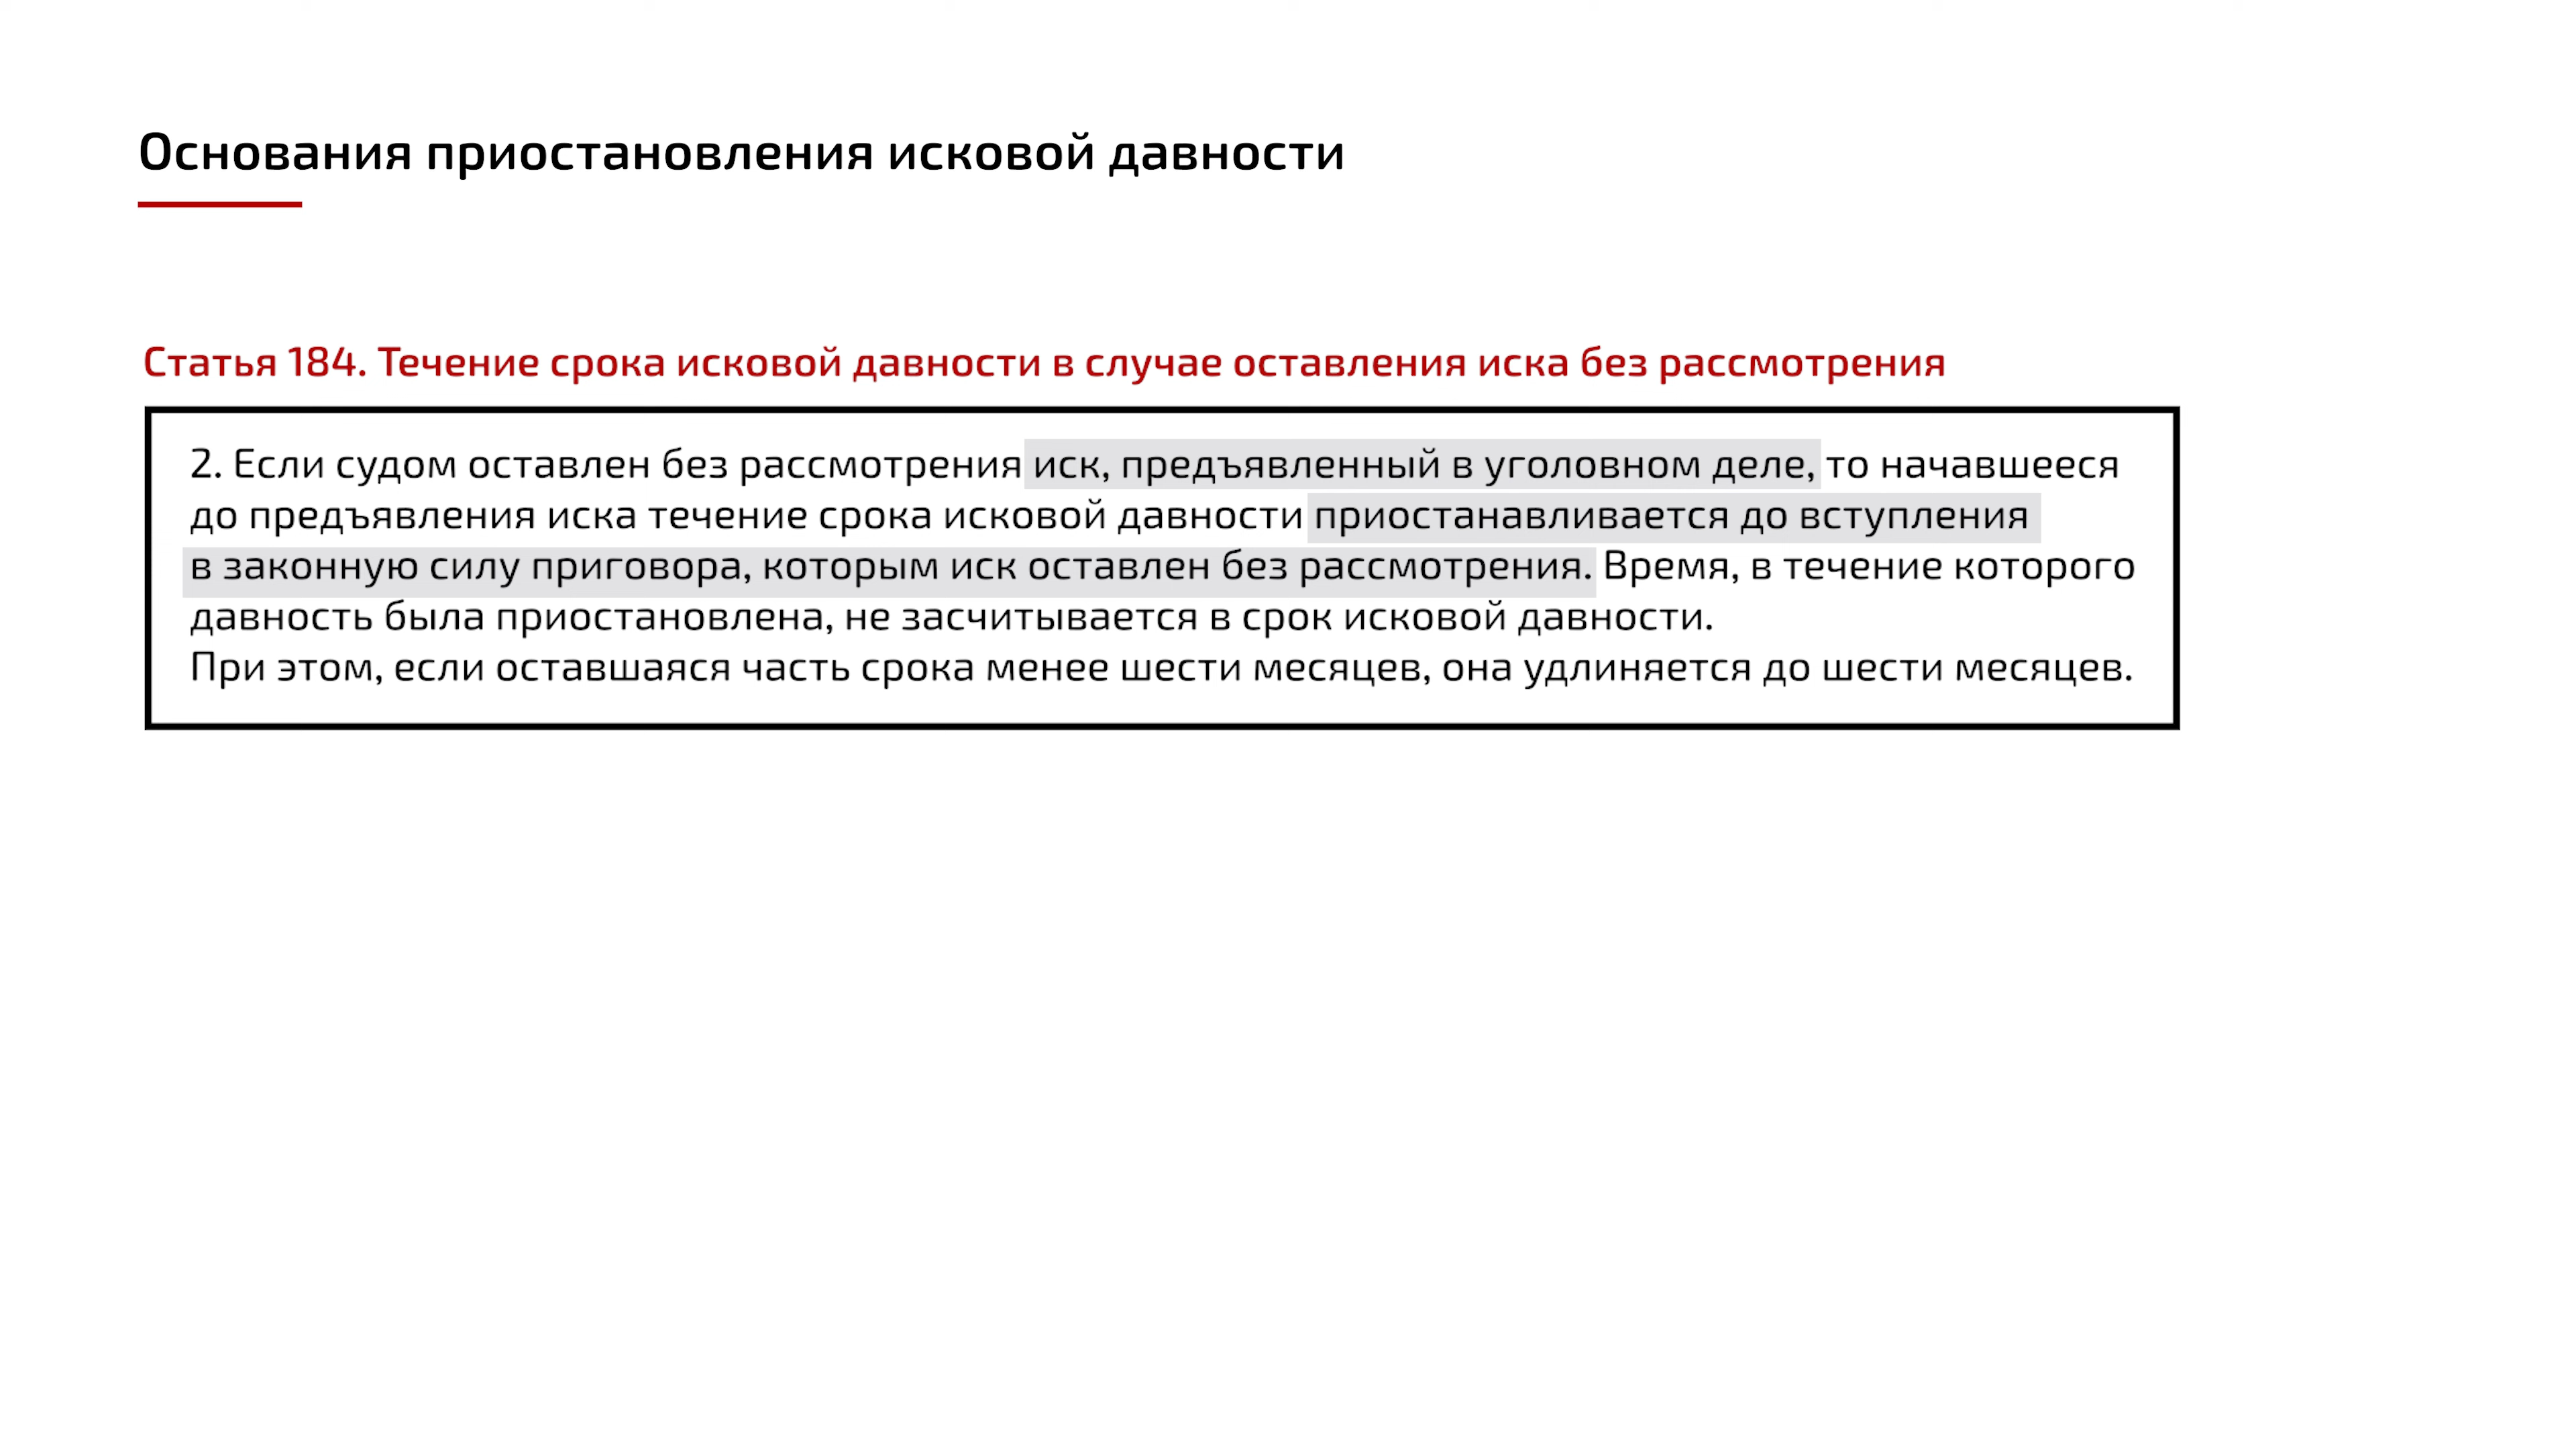 Основания приостановления исковой давности
Статья 184. Течение срока исковой давности в случае оставления иска без рассмотрения
2. Если судом оставлен без рассмотрения иск, предъявленный в уголовном деле, то начавшееся
до предъявления иска течение срока исковой давности приостанавливается до вступления
в законную силу приговора, которым иск оставлен без рассмотрения. Время, в течение которого
давность была приостановлена, не засчитывается в срок исковой давности.
При этом, если оставшаяся часть срока менее шести месяцев, она удлиняется до шести месяцев.